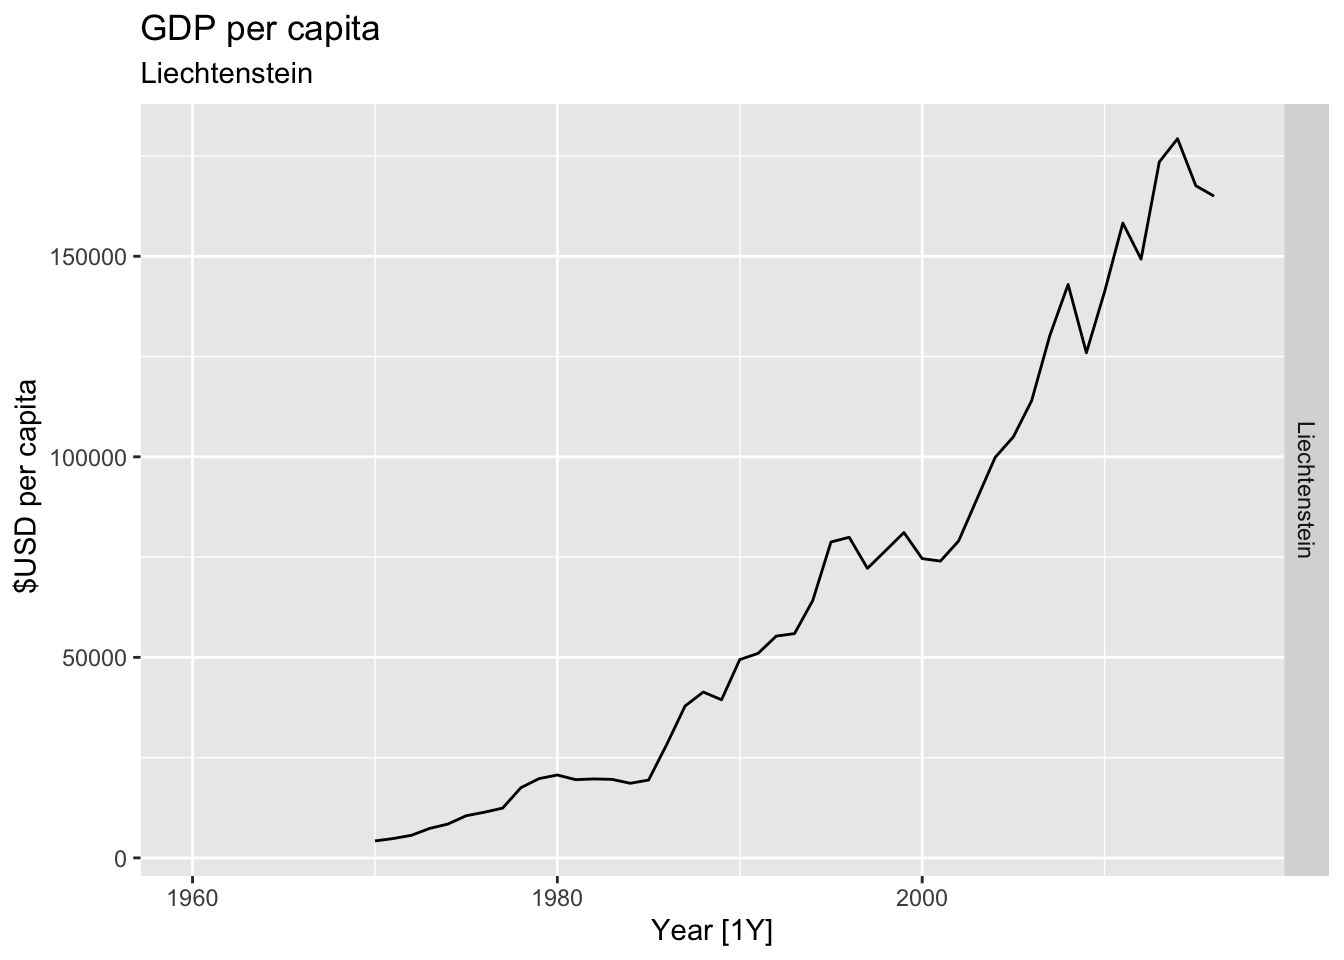 GDP per capita
Liechtenstein
$USD per capita
150000
100000
50000
0
1960
1980
2000
Year [1Y]
Liechtenstein